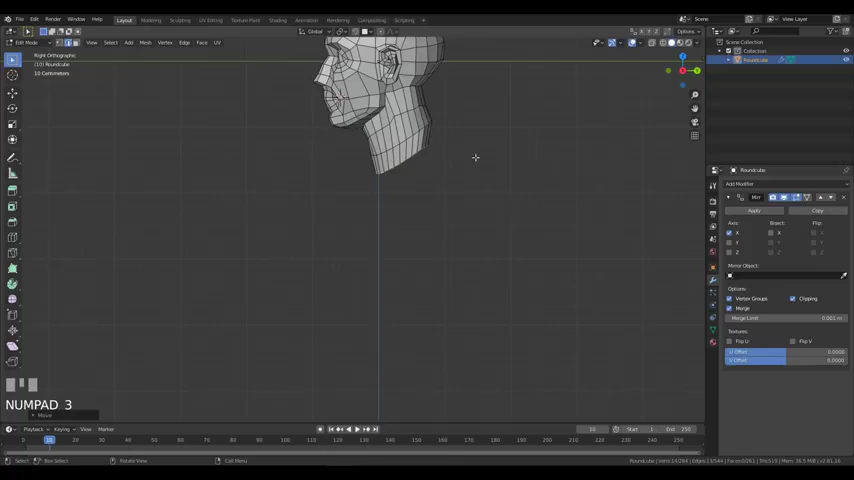 File Edit Render Window Help Layout Modeling Sculpting UV Editing Texture Paint Shading Animation Rendering Compositing Scripting Scene View Layer
Global Options
Edit Mode View Select Add Mesh Vertex Edge Face UV
Right Orthographic
(10) Roundcube
10 Centimeters
Z
Y
Scene Collection
Collection
Roundcube
Roundcube
Add Modifier
Mirr
Apply Copy
Axis: Bisect: Flip:
X X X
Y Y Y
Z Z Z
Mirror Object:
Options:
Vertex Groups Clipping
Merge
Merge Limit 0.001 m
Textures:
Flip U Flip V
U Offset 0.0000
V Offset 0.0000
NUMPAD 3
Move
Playback Keying View Marker 10 Start 1 End 250
0 10 20 30 40 50 60 70 80 90 100 110 120 130 140 150 160 170 180 190 200 210 220 230 240 250
Select Box Select Rotate View Call Menu